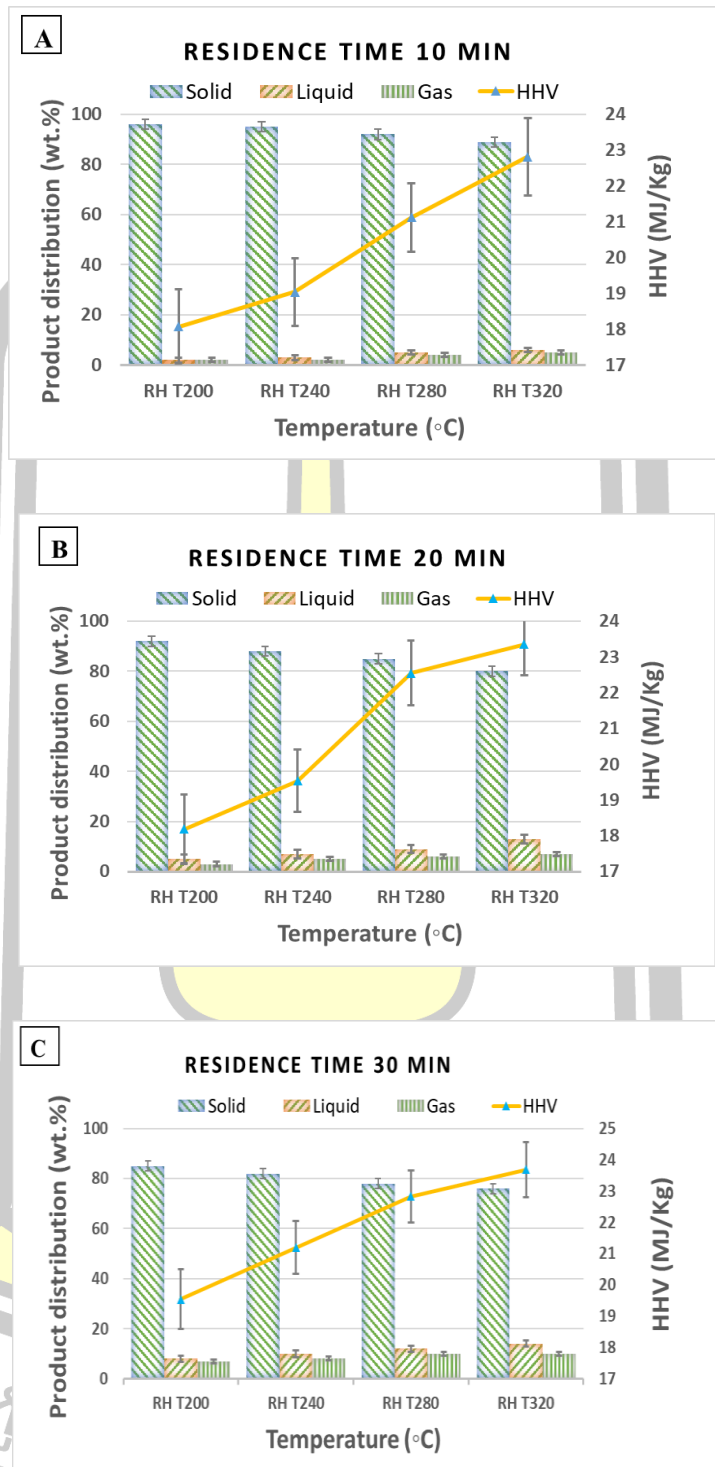 A
RESIDENCE TIME 10 MIN
Solid Liquid Gas HHV
Product distribution (wt.%)
100
80
60
40
20
0
24
23
22
21
20
19
18
17
HHV (MJ/Kg)
RH T200 RH T240 RH T280 RH T320
Temperature (◦C)
B
RESIDENCE TIME 20 MIN
Solid Liquid Gas HHV
Product distribution (wt.%)
100
80
60
40
20
0
24
23
22
21
20
19
18
17
HHV (MJ/Kg)
RH T200 RH T240 RH T280 RH T320
Temperature (◦C)
C
RESIDENCE TIME 30 MIN
Solid Liquid Gas HHV
Product distribution (wt.%)
100
80
60
40
20
0
25
24
23
22
21
20
19
18
17
HHV (MJ/Kg)
RH T200 RH T240 RH T280 RH T320
Temperature (◦C)